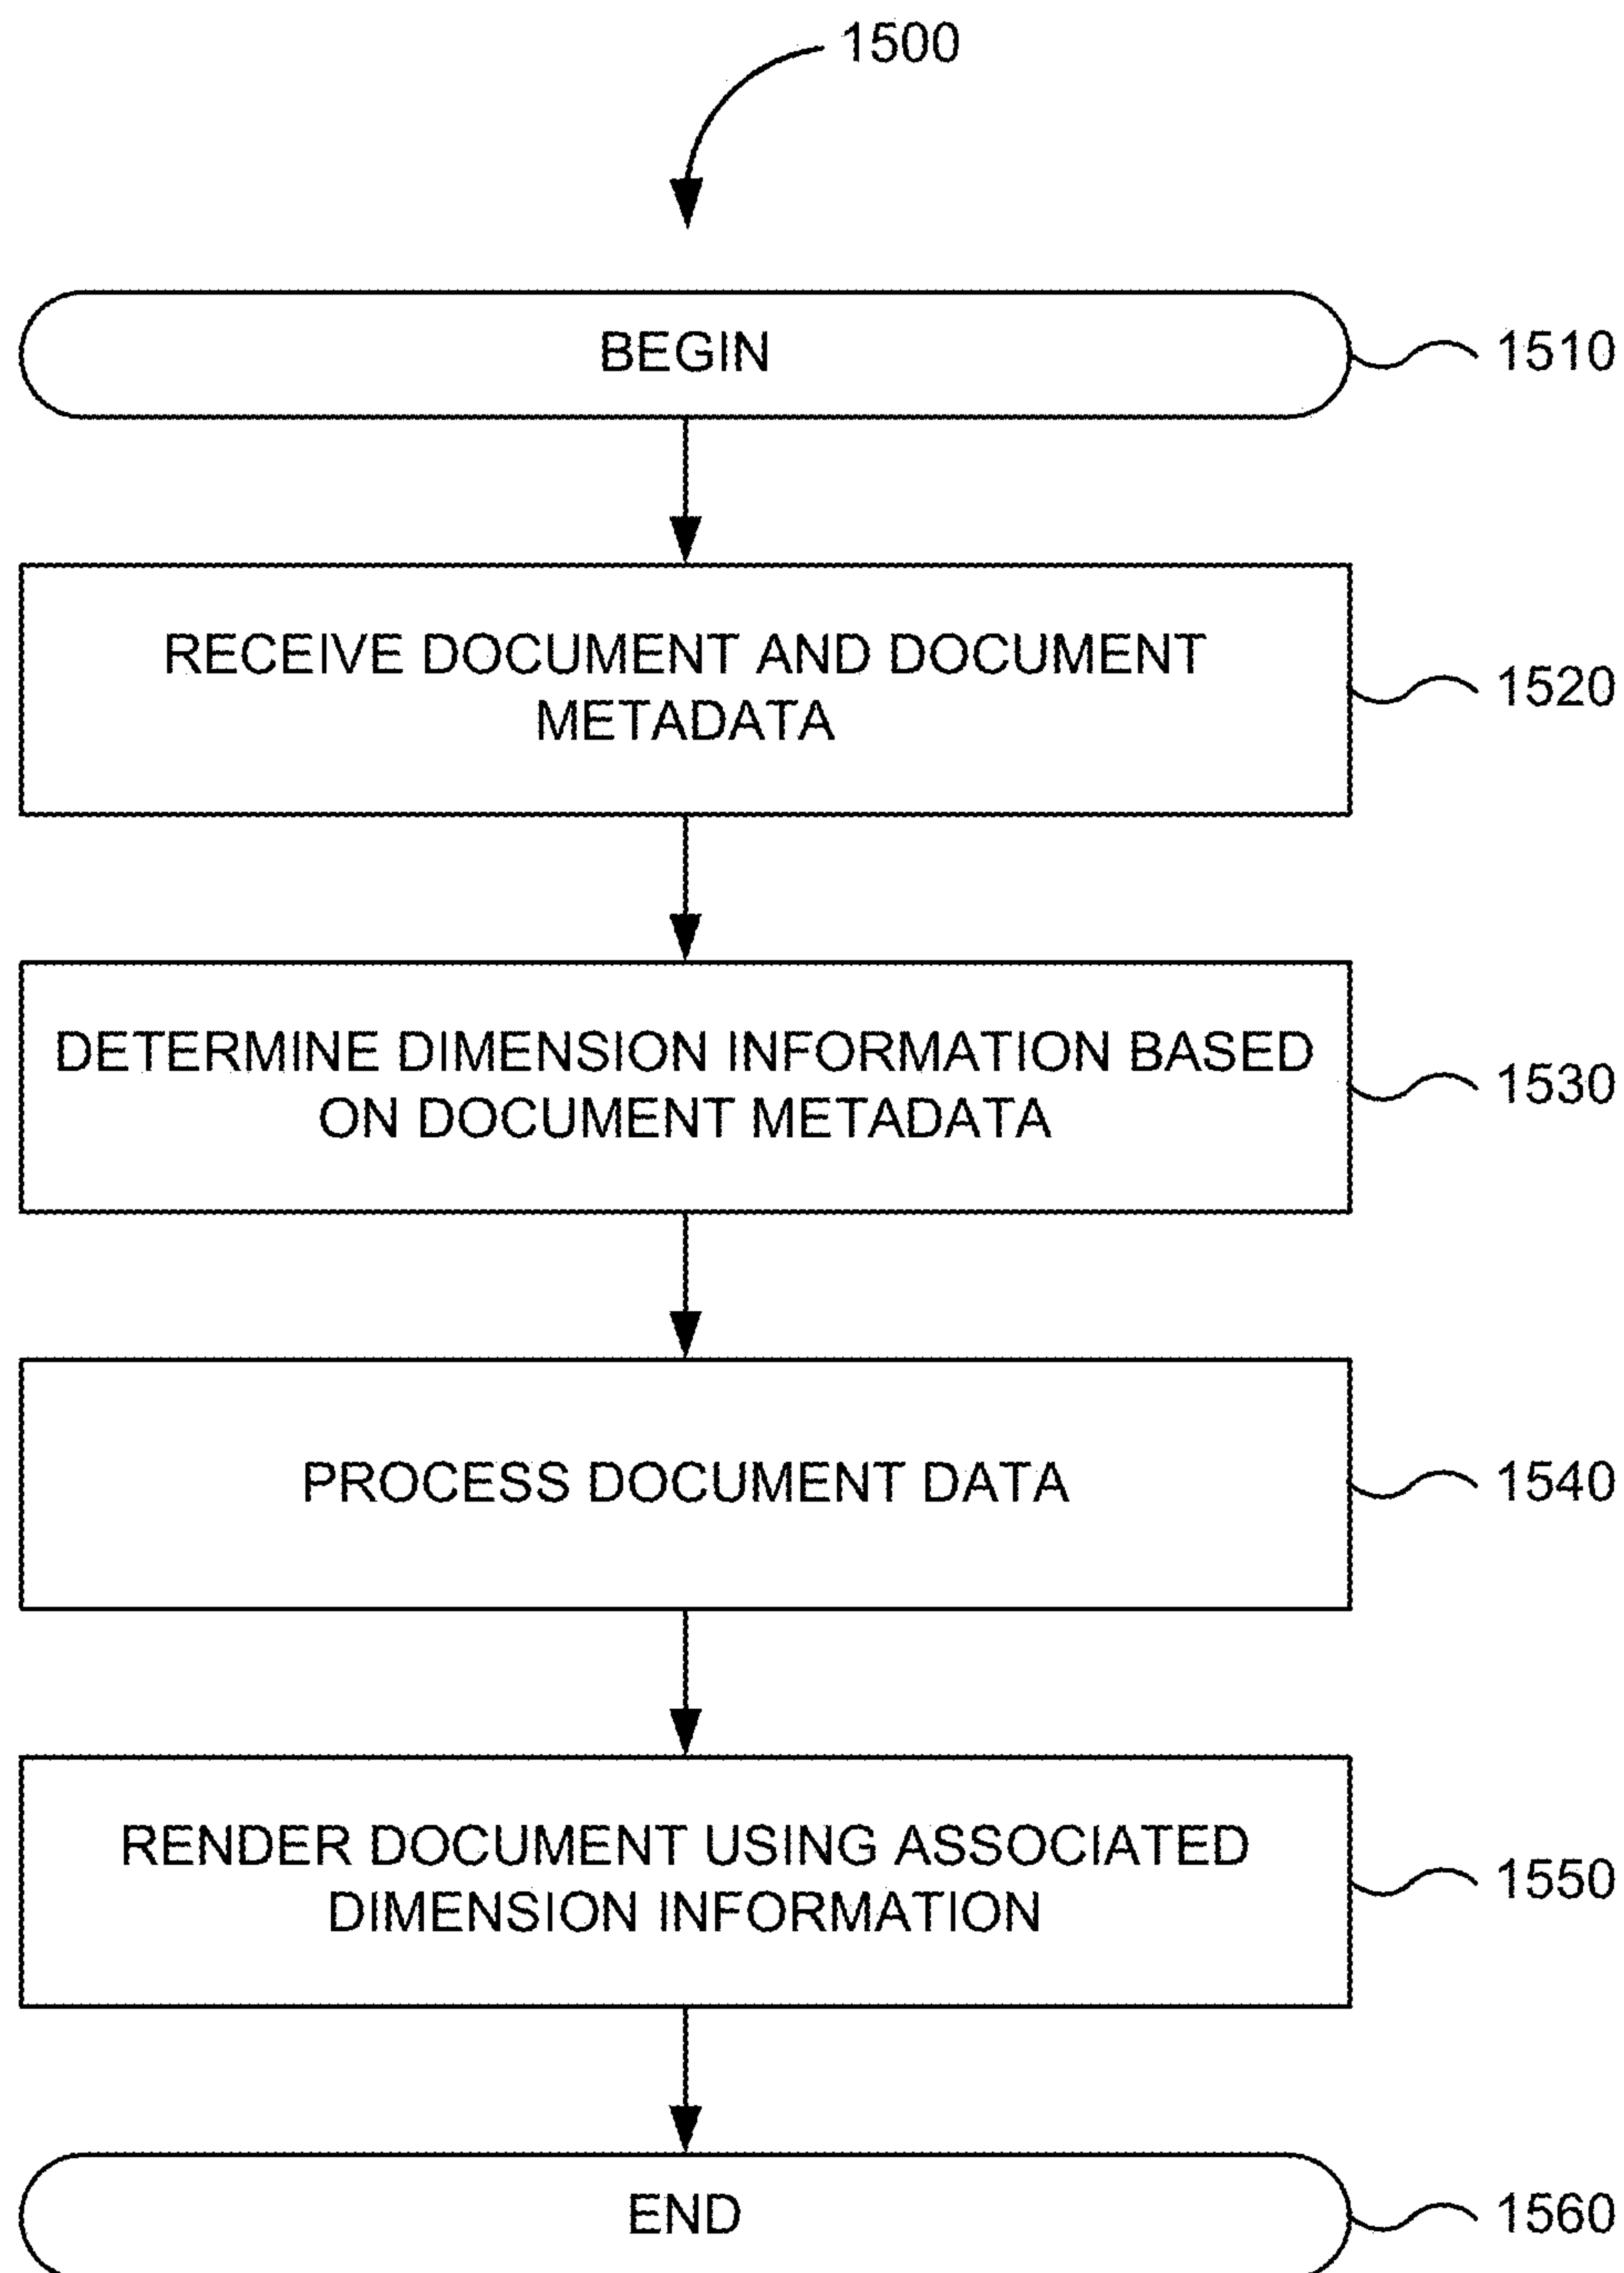 1500
BEGIN
1510
RECEIVE DOCUMENT AND DOCUMENT
METADATA
1520
DETERMINE DIMENSION INFORMATION BASED
ON DOCUMENT METADATA
1530
PROCESS DOCUMENT DATA
1540
RENDER DOCUMENT USING ASSOCIATED
DIMENSION INFORMATION
1550
END
1560